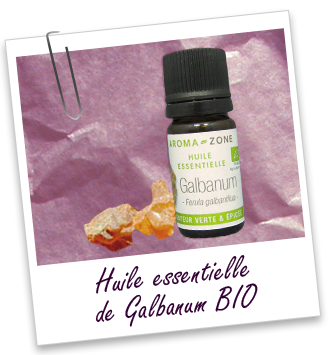 AROMA-ZONE
HUILE
ESSENTIELLE
Galbanum
- Ferula galbaniflua -
Huile essentielle
de Galbanum BIO